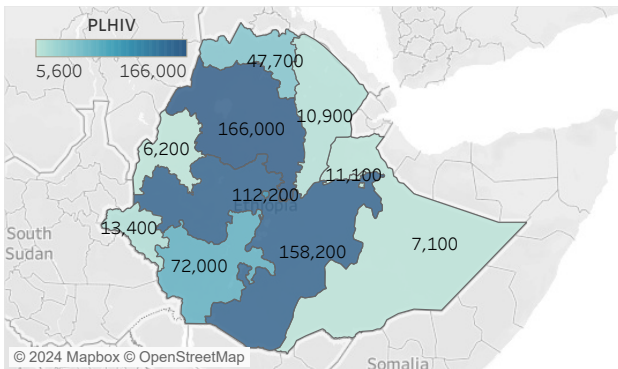 PLHIV
5,600 166,000
47,700
166,000
10,900
6,200
11,100
112,200
Ethiopia
13,400
158,200
7,100
72,000
South
Sudan
© 2024 Mapbox © OpenStreetMap
Somalia